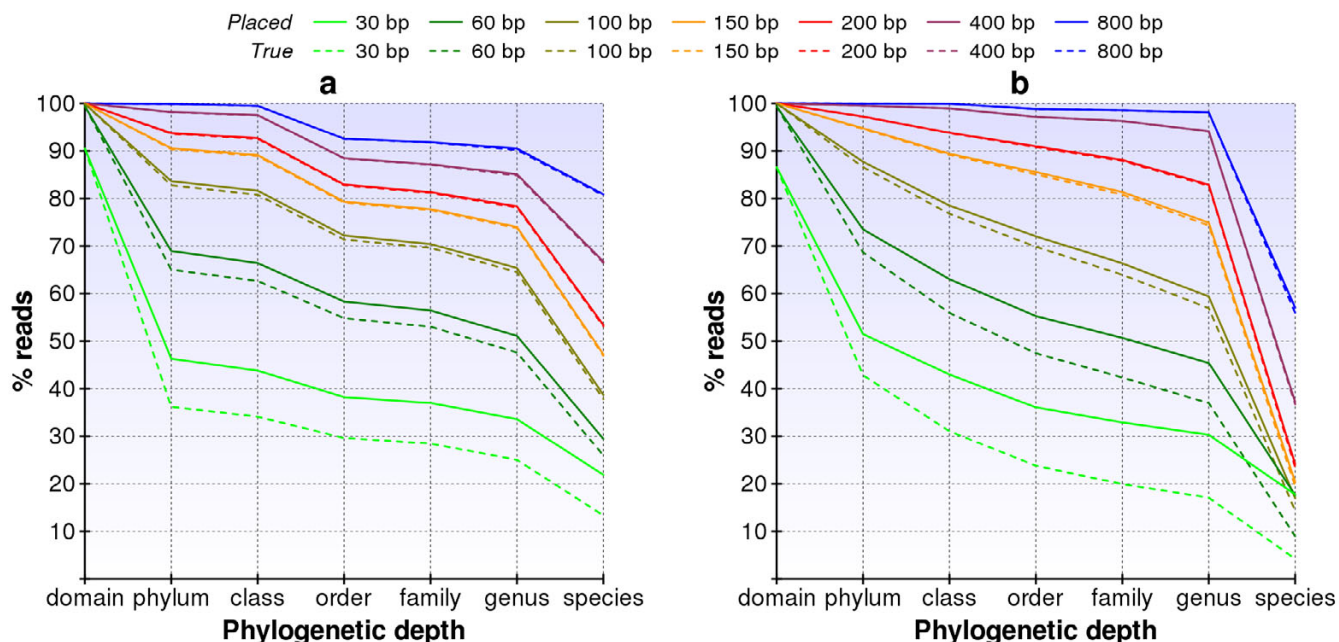 Placed 30 bp 60 bp 100 bp 150 bp 200 bp 400 bp 800 bp
True 30 bp 60 bp 100 bp 150 bp 200 bp 400 bp 800 bp
a
100
90
80
70
60
50
40
30
20
10
% reads
domain phylum class order family genus species
Phylogenetic depth
b
100
90
80
70
60
50
40
30
20
10
% reads
domain phylum class order family genus species
Phylogenetic depth